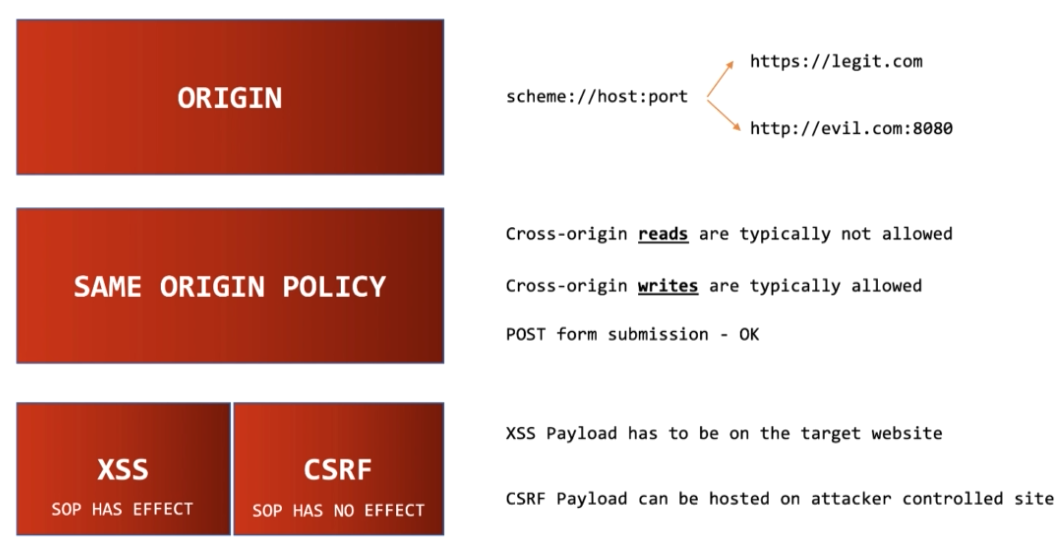 ORIGIN
scheme://host:port
https://legit.com
http://evil.com:8080
SAME ORIGIN POLICY
Cross-origin reads are typically not allowed
Cross-origin writes are typically allowed
POST form submission - OK
XSS
SOP HAS EFFECT
CSRF
SOP HAS NO EFFECT
XSS Payload has to be on the target website
CSRF Payload can be hosted on attacker controlled site